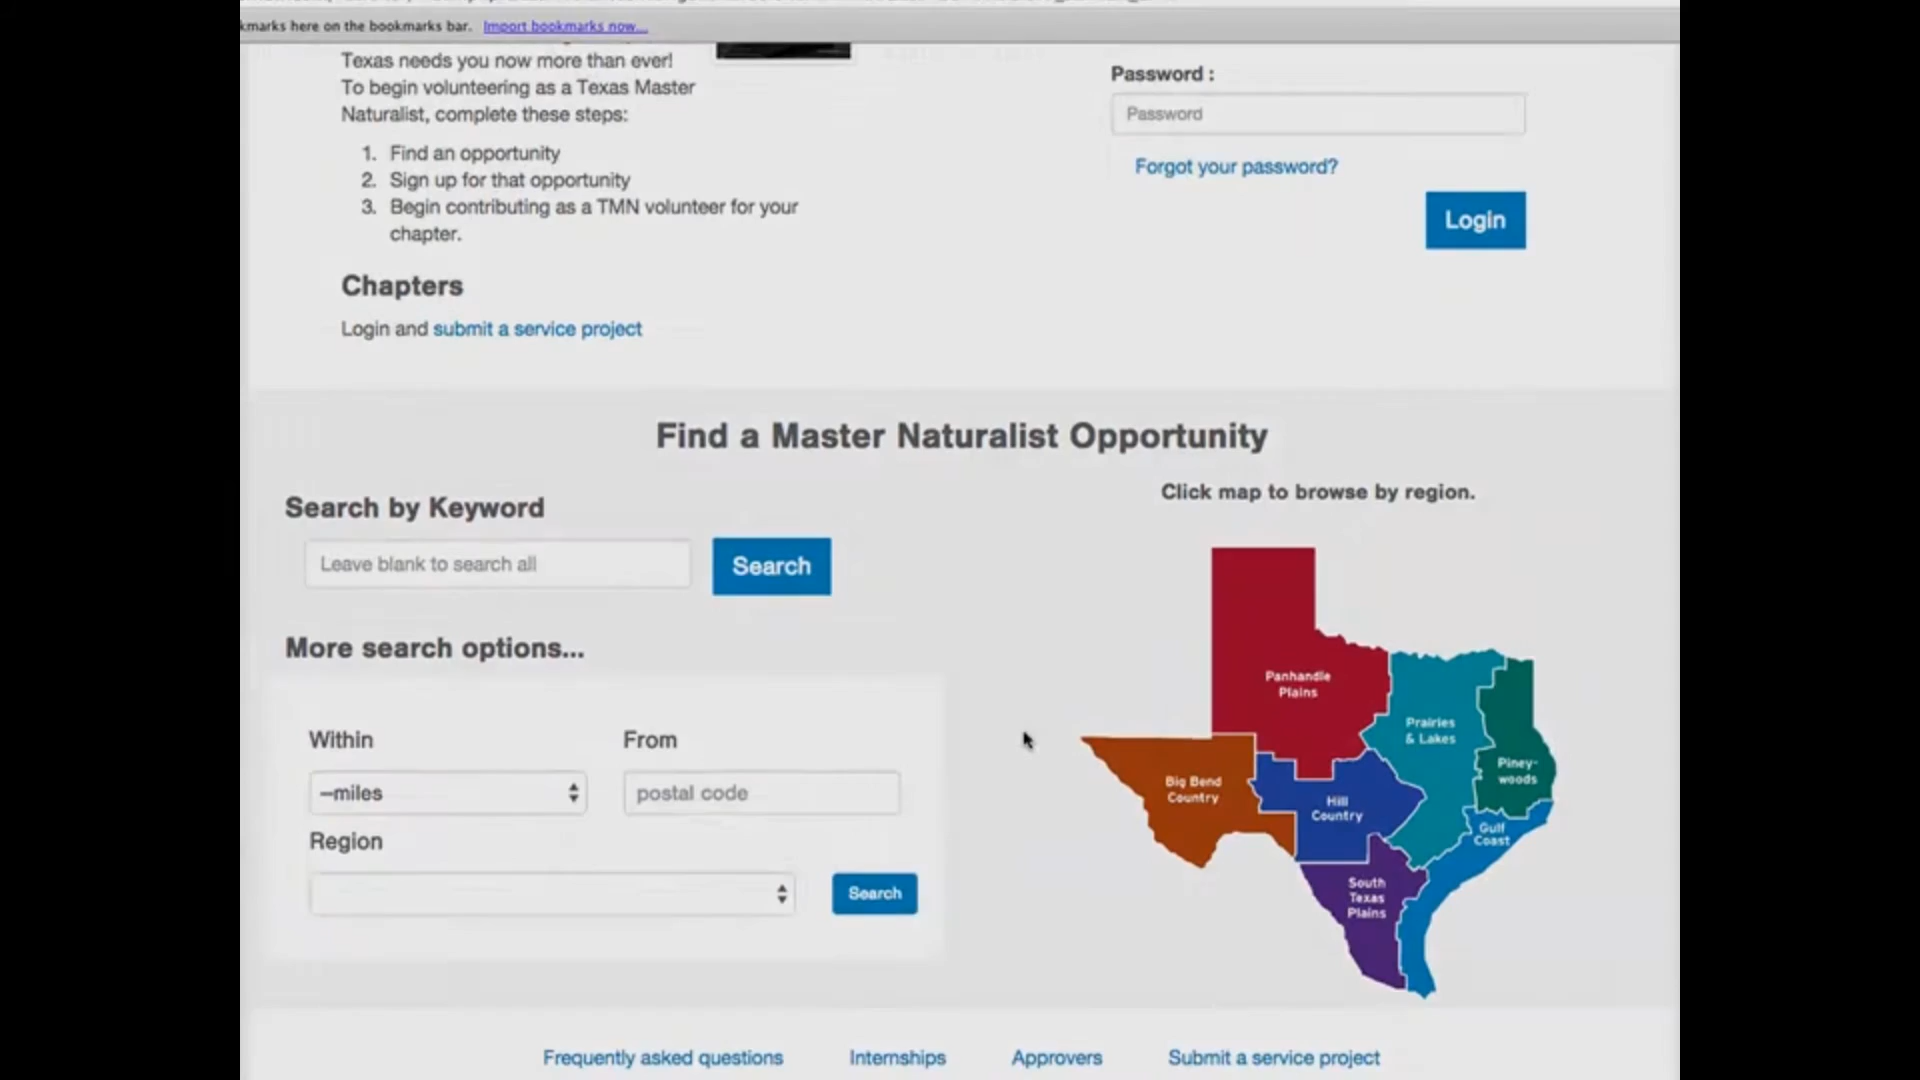 kmarks here on the bookmarks bar. Import bookmarks now...
Texas needs you now more than ever!
To begin volunteering as a Texas Master
Naturalist, complete these steps:
1. Find an opportunity
2. Sign up for that opportunity
3. Begin contributing as a TMN volunteer for your
chapter.
Chapters
Login and submit a service project
Password :
Password
Forgot your password?
Login
Find a Master Naturalist Opportunity
Search by Keyword
Leave blank to search all
Search
More search options...
Within
From
–miles
postal code
Region
Search
Click map to browse by region.
Panhandle
Plains
Prairies
& Lakes
Piney-
woods
Big Bend
Country
Hill
Country
Gulf
Coast
South
Texas
Plains
Frequently asked questions
Internships
Approvers
Submit a service project